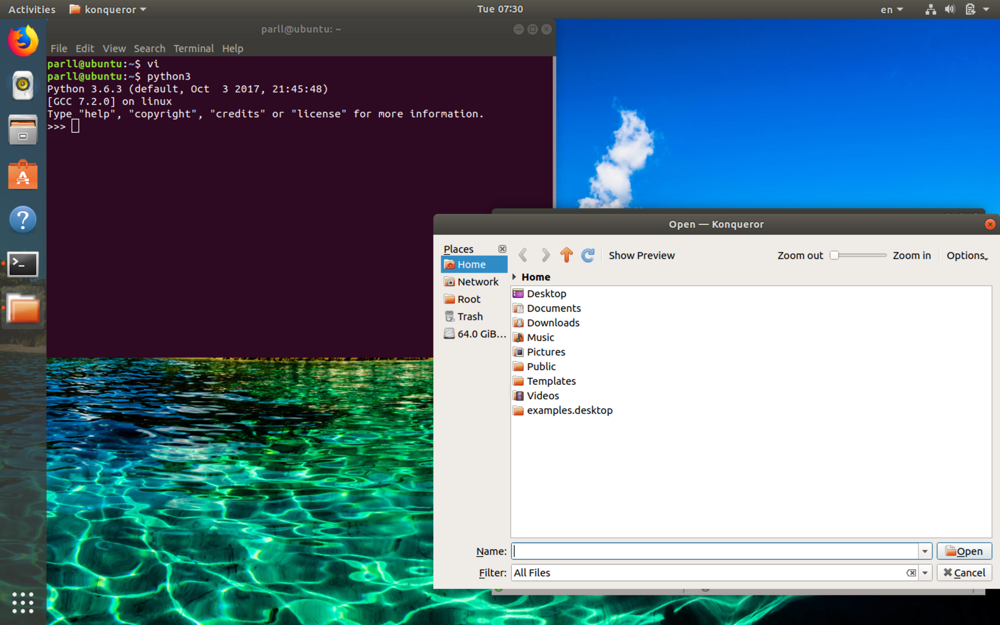 Activities konqueror Tue 07:30 en
parll@ubuntu: ~
File Edit View Search Terminal Help
parll@ubuntu:~$ vi
parll@ubuntu:~$ python3
Python 3.6.3 (default, Oct  3 2017, 21:45:48)
[GCC 7.2.0] on linux
Type "help", "copyright", "credits" or "license" for more information.
>>>
Open — Konqueror
Places
Home
Network
Root
Trash
64.0 GiB...
Show Preview Zoom out Zoom in Options
Home
Desktop
Documents
Downloads
Music
Pictures
Public
Templates
Videos
examples.desktop
Name: Open
Filter: All Files Cancel